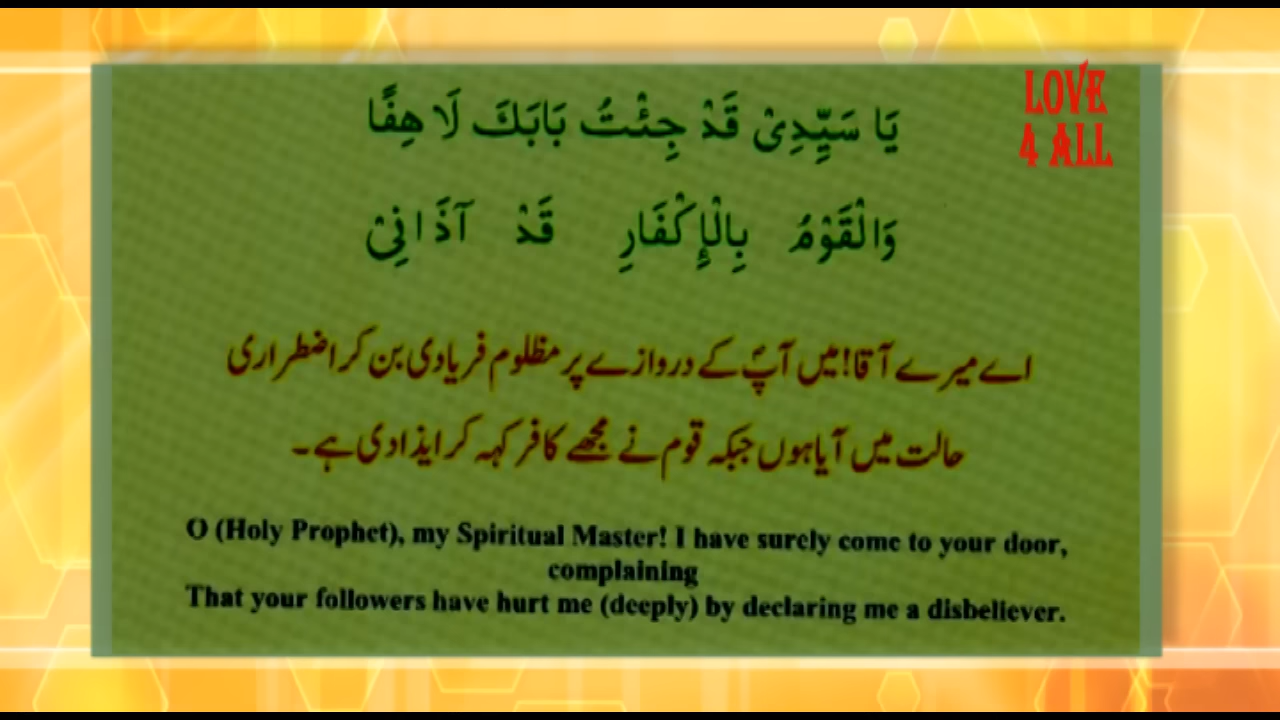 LOVE
4 ALL
يَا سَيِّدِىْ قَدْ جِئْتُ بَابَكَ لَاهِفًا
وَالْقَوْمُ بِالْإِكْفَارِ قَدْ آذَانِىْ
اے میرے آقا! میں آپؐ کے دروازے پر مظلوم فریادی بن کر اضطراری
حالت میں آیا ہوں جبکہ قوم نے مجھے کافر کہہ کر ایذا دی ہے۔
O (Holy Prophet), my Spiritual Master! I have surely come to your door,
complaining
That your followers have hurt me (deeply) by declaring me a disbeliever.